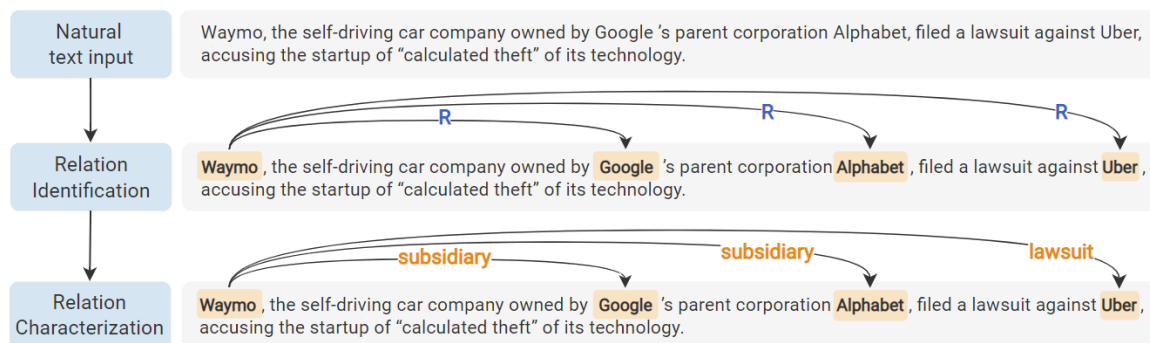 Natural
text input
Waymo, the self-driving car company owned by Google 's parent corporation Alphabet, filed a lawsuit against Uber,
accusing the startup of “calculated theft” of its technology.
R
R
R
Relation
Identification
Waymo , the self-driving car company owned by Google 's parent corporation Alphabet , filed a lawsuit against Uber ,
accusing the startup of “calculated theft” of its technology.
subsidiary
subsidiary
lawsuit
Relation
Characterization
Waymo , the self-driving car company owned by Google 's parent corporation Alphabet , filed a lawsuit against Uber ,
accusing the startup of “calculated theft” of its technology.